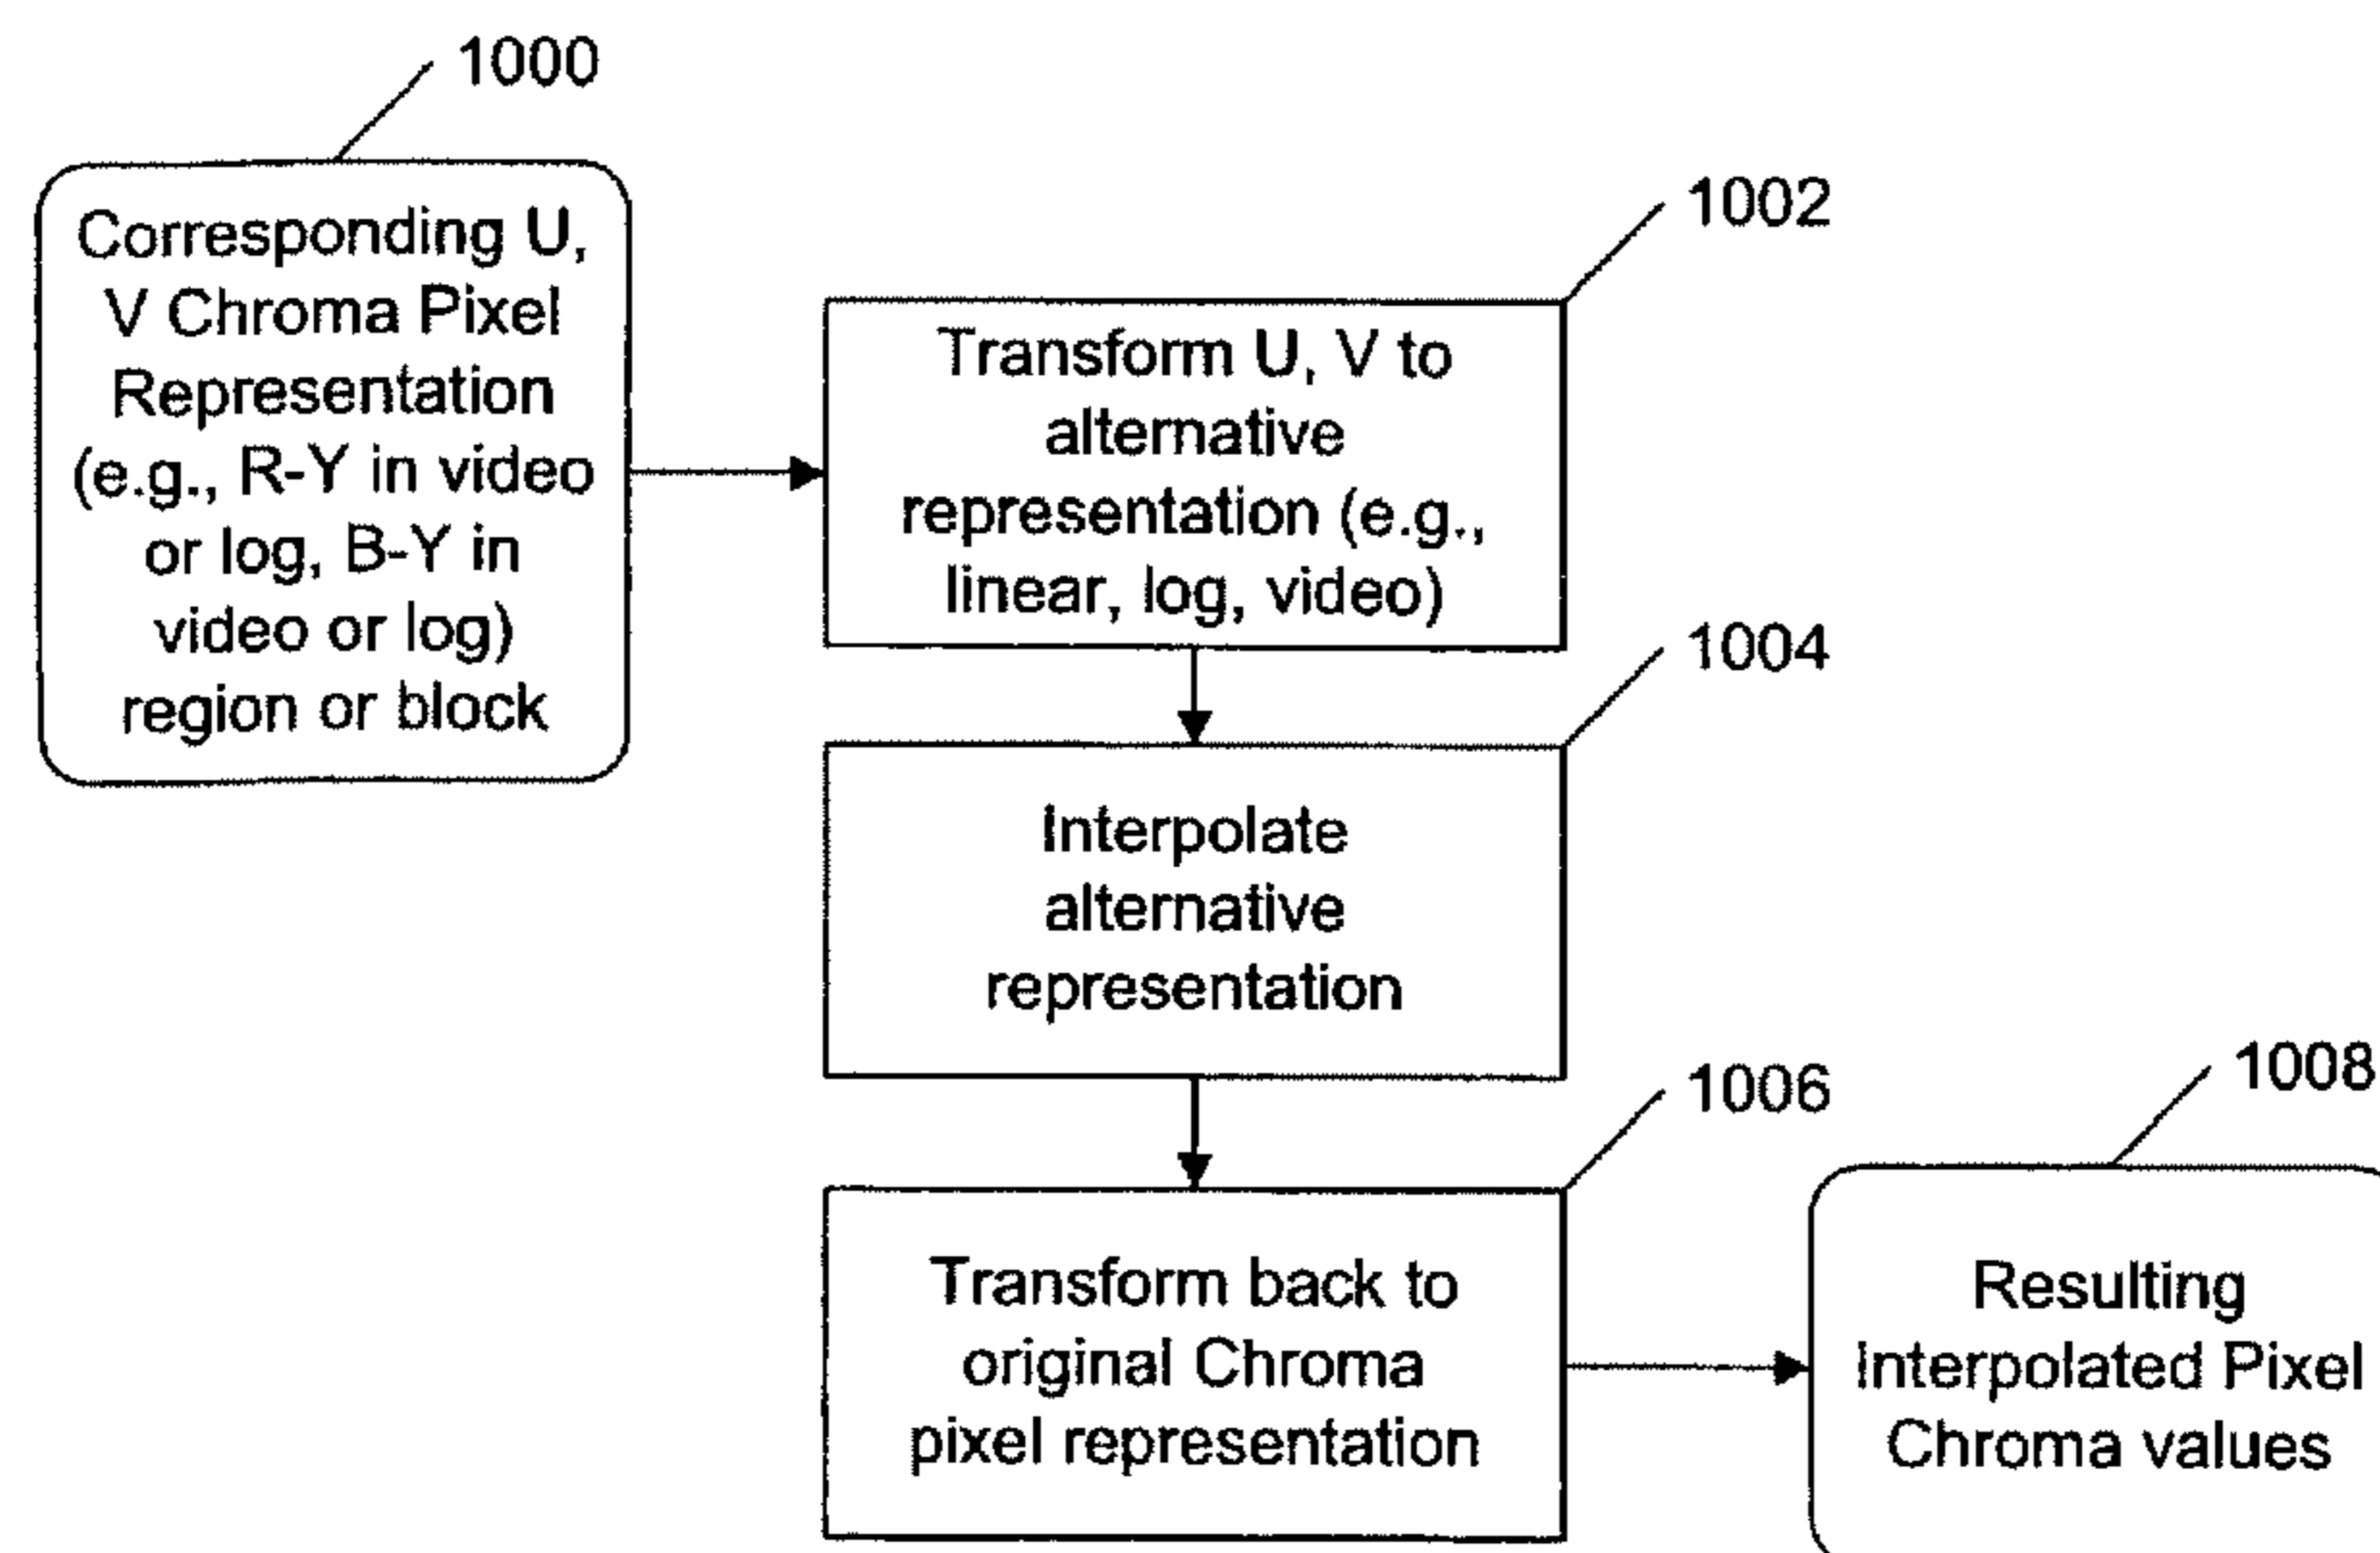 1000
Corresponding U,
V Chroma Pixel
Representation
(e.g., R-Y in video
or log, B-Y in
video or log)
region or block
1002
Transform U, V to
alternative
representation (e.g.,
linear, log, video)
1004
Interpolate
alternative
representation
1006
Transform back to
original Chroma
pixel representation
1008
Resulting
Interpolated Pixel
Chroma values